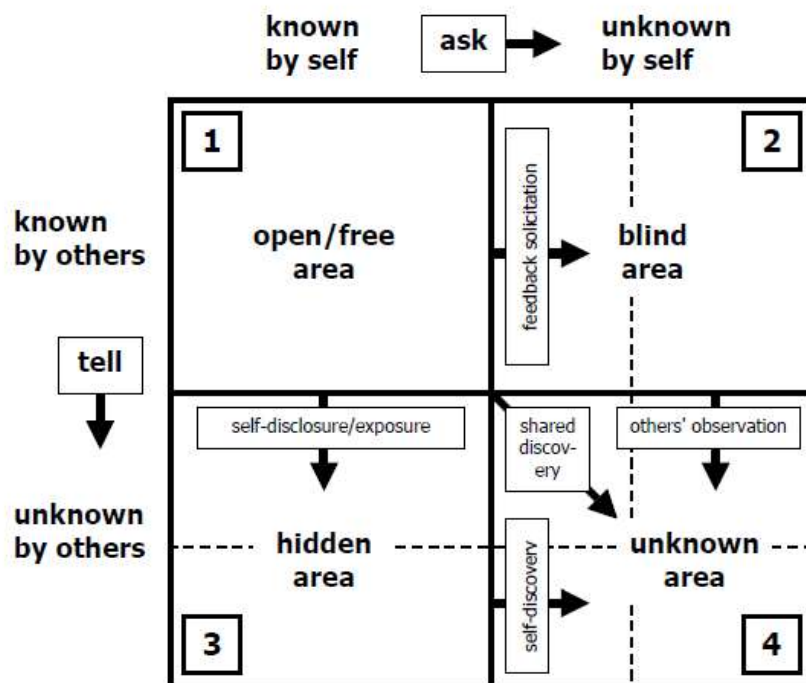 known
by self
ask
unknown
by self
1
2
known
by others
open/free
area
feedback solicitation
blind
area
tell
self-disclosure/exposure
shared
discov-
ery
others' observation
unknown
by others
hidden
area
self-discovery
unknown
area
3
4